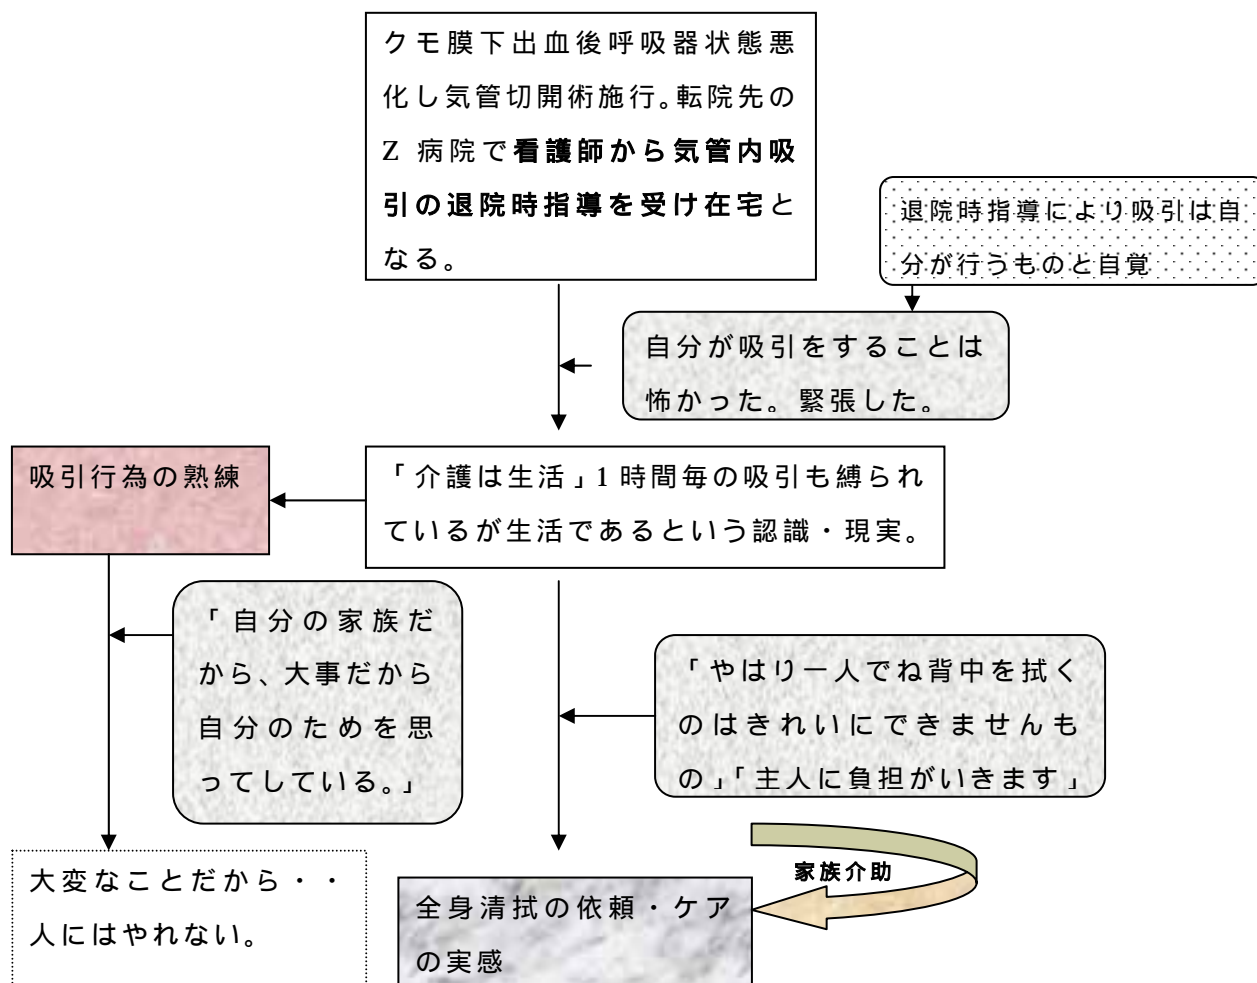 クモ膜下出血後呼吸器状態悪
化し気管切開術施行。転院先の
Z 病院で看護師から気管内吸
引の退院時指導を受け在宅と
なる。
退院時指導により吸引は自
分が行うものと自覚
自分が吸引をすることは
怖かった。緊張した。
吸引行為の熟練
「介護は生活」1時間毎の吸引も縛られ
ているが生活であるという認識・現実。
「自分の家族だ
から、大事だから
自分のためを思
ってしている。」
「やはり一人でね背中を拭く
のはきれいにできませんも
の」「主人に負担がいきます」
家族介助
大変なことだから・・
人にはやれない。
全身清拭の依頼・ケア
の実感